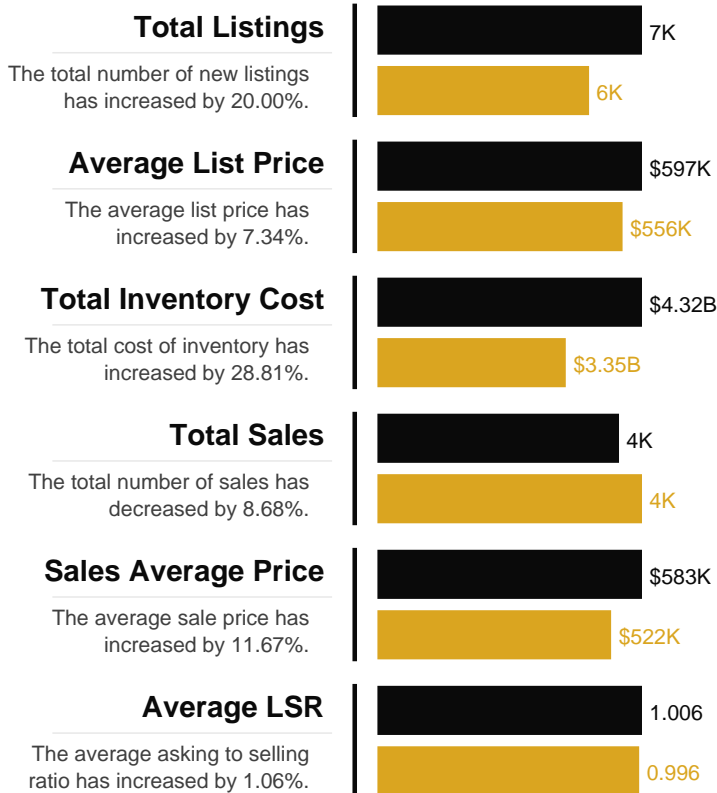 Total Listings
The total number of new listings
has increased by 20.00%.
7K
6K
Average List Price
The average list price has
increased by 7.34%.
$597K
$556K
Total Inventory Cost
The total cost of inventory has
increased by 28.81%.
$4.32B
$3.35B
Total Sales
The total number of sales has
decreased by 8.68%.
4K
4K
Sales Average Price
The average sale price has
increased by 11.67%.
$583K
$522K
Average LSR
The average asking to selling
ratio has increased by 1.06%.
1.006
0.996